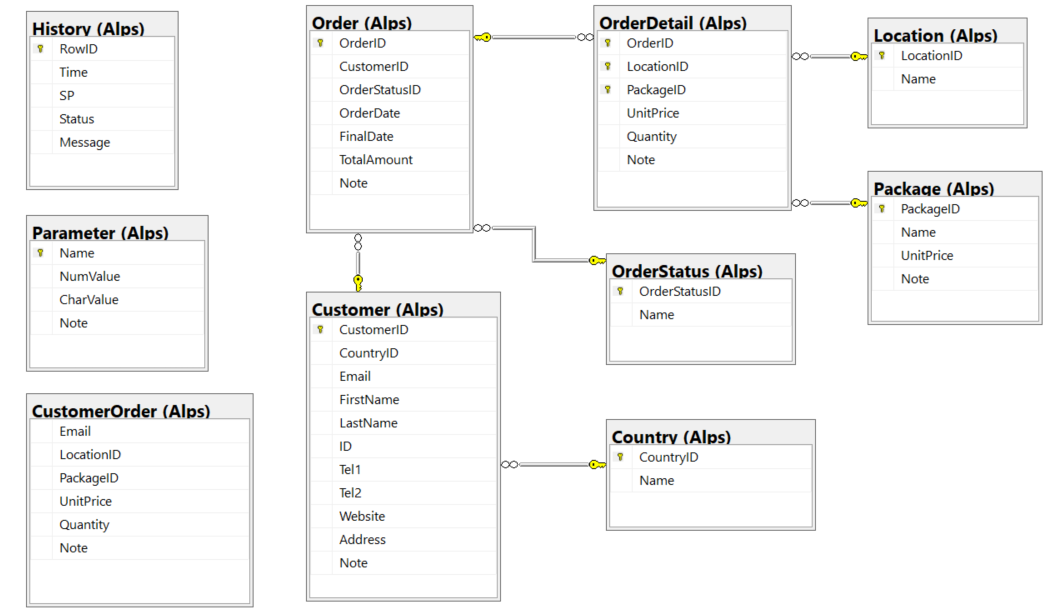 History (Alps)
RowID
Time
SP
Status
Message
Parameter (Alps)
Name
NumValue
CharValue
Note
CustomerOrder (Alps)
Email
LocationID
PackageID
UnitPrice
Quantity
Note
Order (Alps)
OrderID
CustomerID
OrderStatusID
OrderDate
FinalDate
TotalAmount
Note
Customer (Alps)
CustomerID
CountryID
Email
FirstName
LastName
ID
Tel1
Tel2
Website
Address
Note
OrderDetail (Alps)
OrderID
LocationID
PackageID
UnitPrice
Quantity
Note
OrderStatus (Alps)
OrderStatusID
Name
Country (Alps)
CountryID
Name
Location (Alps)
LocationID
Name
Package (Alps)
PackageID
Name
UnitPrice
Note